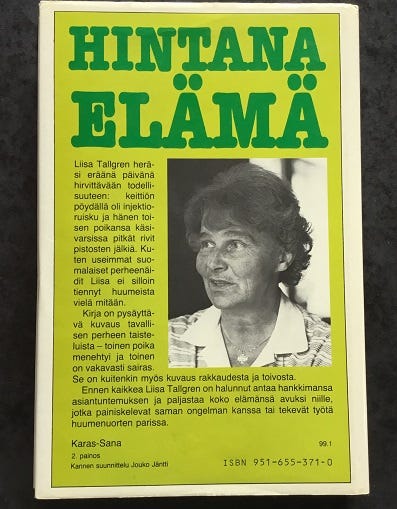 HINTANA
ELÄMÄ
Liisa Tallgren herä-
si eräänä päivänä
hirvittävään todelli-
suuteen: keittiön
pöydällä oli injektio-
ruisku ja hänen toi-
sen poikansa käsi-
varsissa pitkät rivit
pistosten jälkiä. Ku-
ten useimmat suo-
malaiset perheenäi-
dit Liisa ei silloin
tiennyt huumeista
vielä mitään.
Kirja on pysäyttä-
vä kuvaus tavalli-
sen perheen taiste-
luista – toinen poika
menehtyi ja toinen
on vakavasti sairas.
Se on kuitenkin myös kuvaus rakkaudesta ja toivosta.
Ennen kaikkea Liisa Tallgren on halunnut antaa hankkimansa
asiantuntemuksen ja paljastaa koko elämänsä avuksi niille,
jotka painiskelevat saman ongelman kanssa tai tekevät työtä
huumenuorten parissa.
Karas-Sana
99.1
2. painos
Kannen suunnittelu Jouko Jäntti
ISBN 951-655-371-0